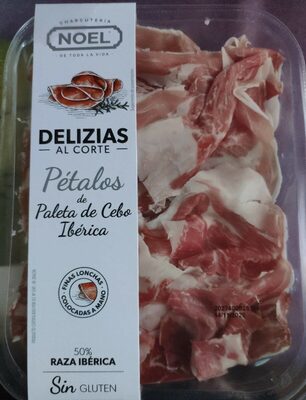 CHARCUTERÍA
NOEL
DE TODA LA VIDA
DELIZIAS
AL CORTE
Pétalos
de
Paleta de Cebo
Ibérica
FINAS LONCHAS
COLOCADAS A MANO
50%
RAZA IBÉRICA
Sin GLUTEN